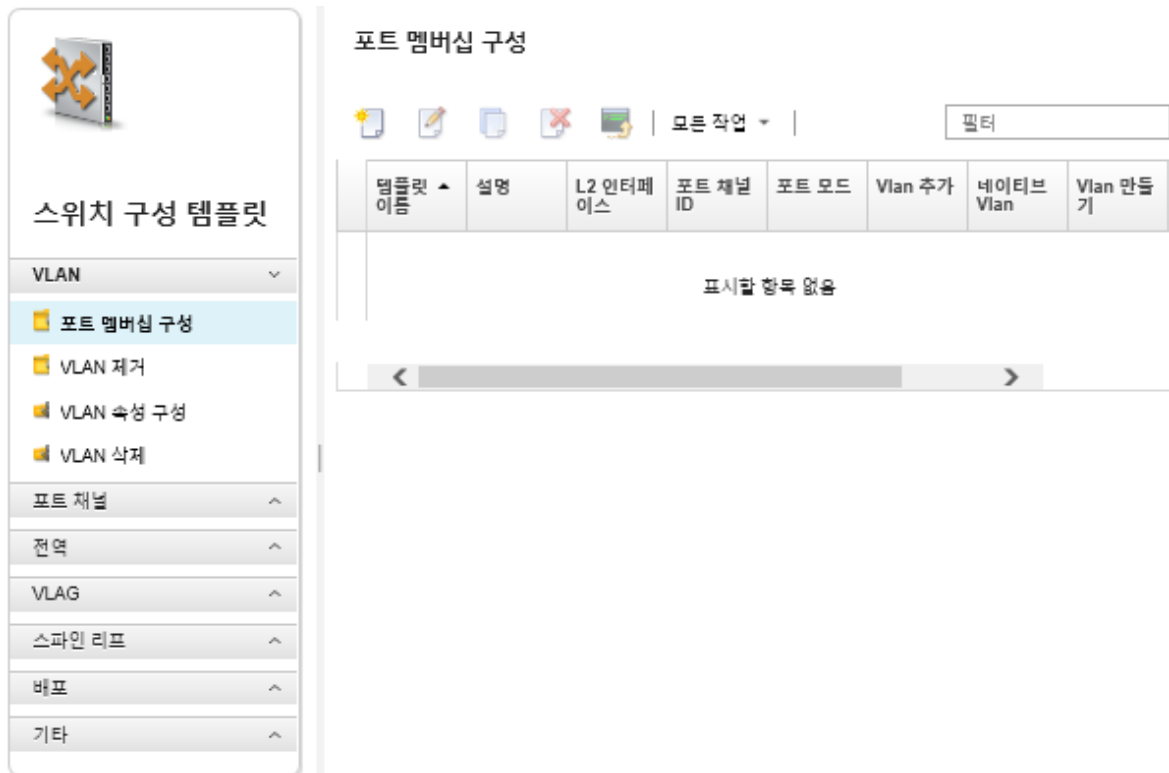 포트 멤버십 구성
모든 작업
필터
스위치 구성 템플릿
템플릿 이름
설명
L2 인터페이스
포트 채널 ID
포트 모드
Vlan 추가
네이티브 Vlan
Vlan 만들기
표시할 항목 없음
VLAN
포트 멤버십 구성
VLAN 제거
VLAN 속성 구성
VLAN 삭제
포트 채널
전역
VLAG
스파인 리프
배포
기타